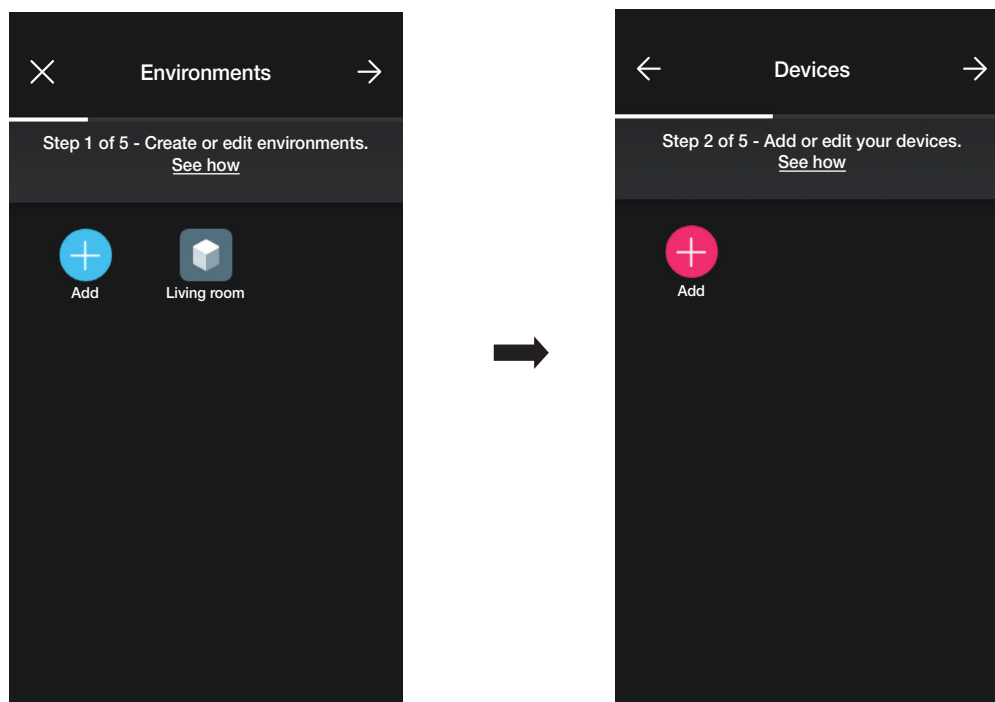 Environments
Step 1 of 5 - Create or edit environments.
See how
Add
Living room
Devices
Step 2 of 5 - Add or edit your devices.
See how
Add